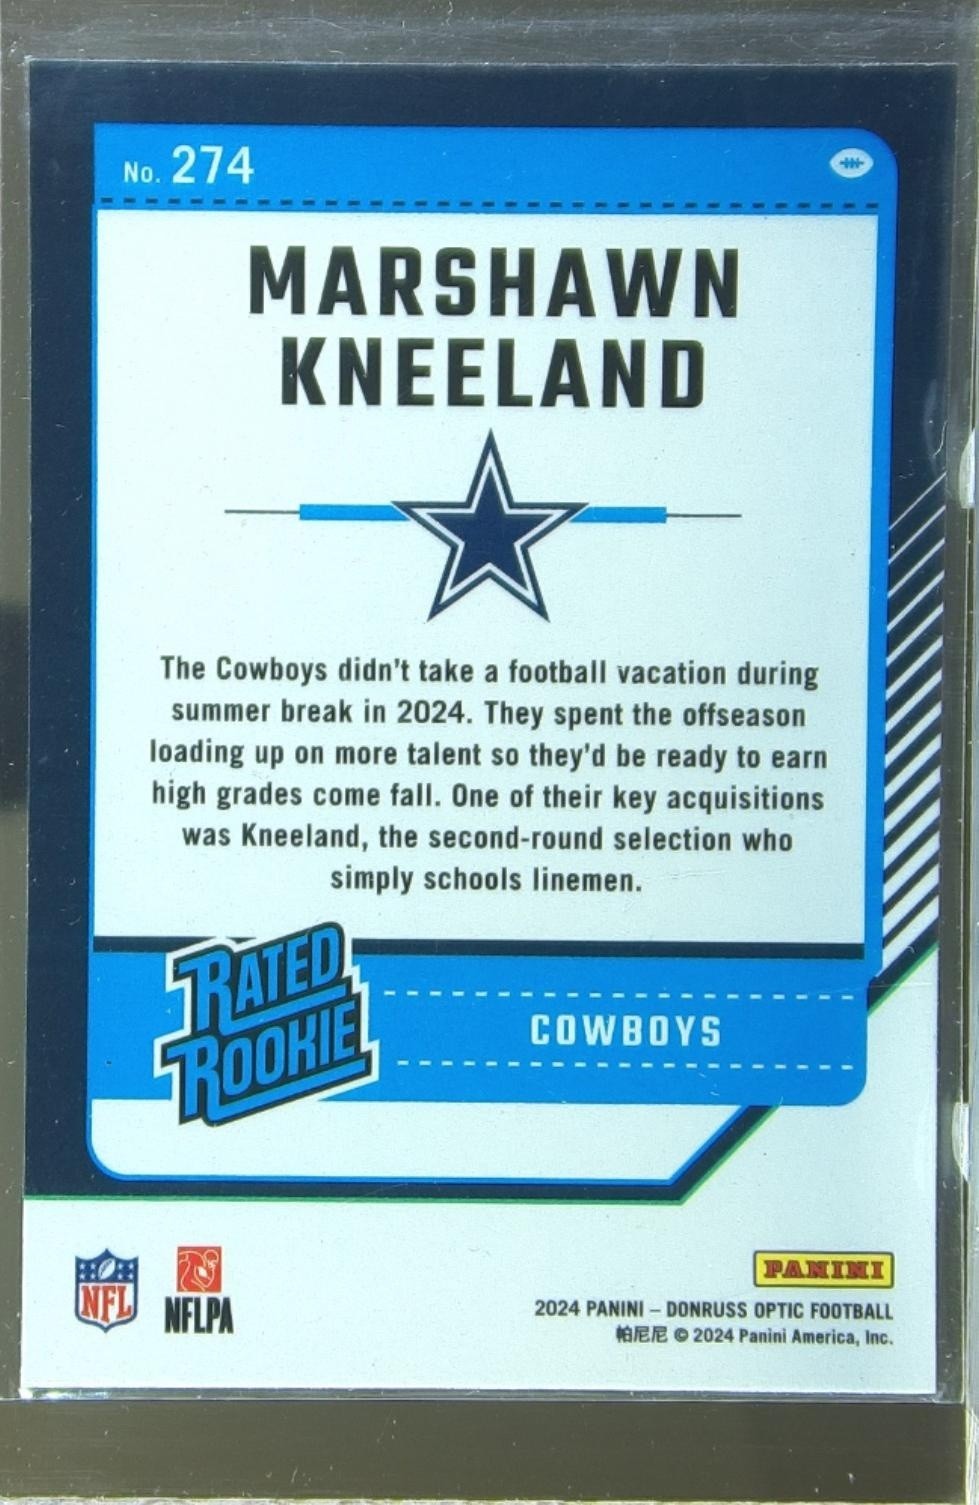 No. 274
MARSHAWN
KNEELAND
The Cowboys didn't take a football vacation during
summer break in 2024. They spent the offseason
loading up on more talent so they'd be ready to earn
high grades come fall. One of their key acquisitions
was Kneeland, the second-round selection who
simply schools linemen.
RATED
ROOKIE
COWBOYS
NFL
NFLPA
PANINI
2024 PANINI – DONRUSS OPTIC FOOTBALL
帕尼尼 © 2024 Panini America, Inc.